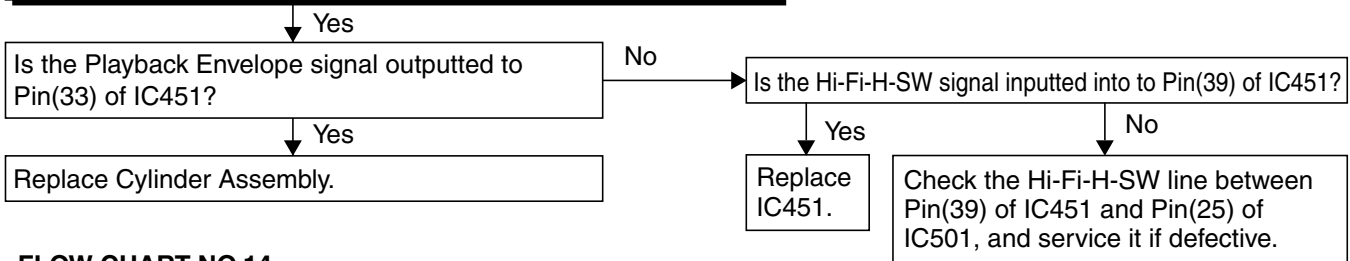 Yes
Is the Playback Envelope signal outputted to
Pin(33) of IC451?
No
Is the Hi-Fi-H-SW signal inputted into to Pin(39) of IC451?
Yes
Replace Cylinder Assembly.
Yes
Replace
IC451.
No
Check the Hi-Fi-H-SW line between
Pin(39) of IC451 and Pin(25) of
IC501, and service it if defective.
FLOW CHART NO.14